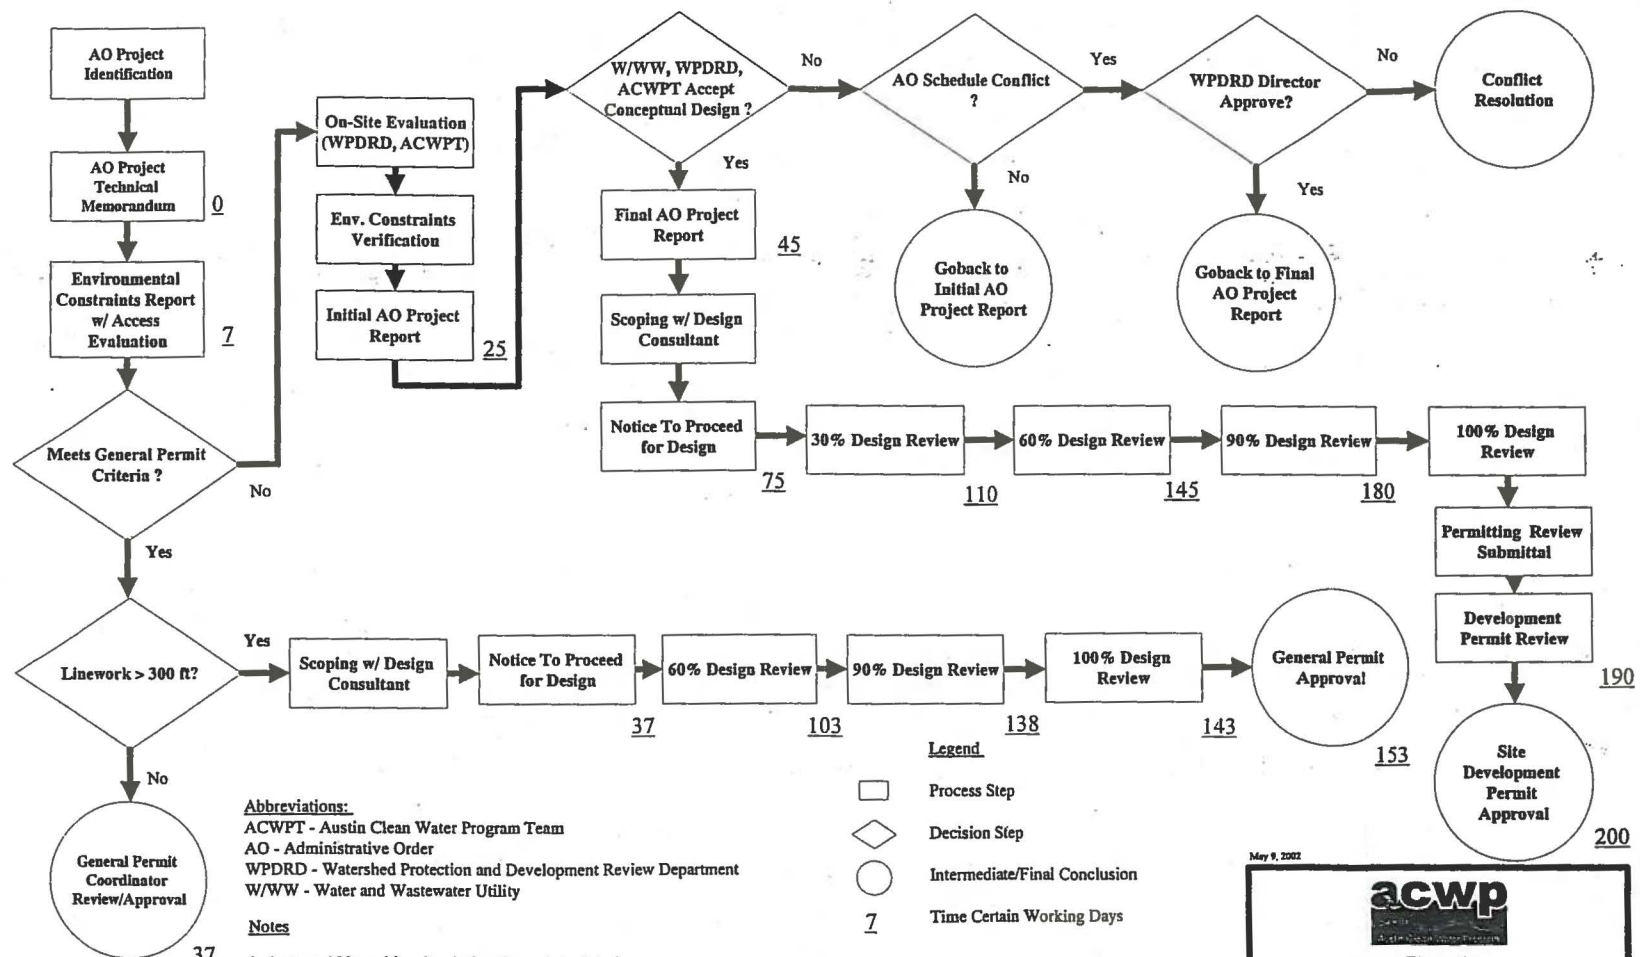 AO Project
Identification
AO Project
Technical
Memorandum
0
Environmental
Constraints Report
w/ Access
Evaluation
7
Meets General Permit
Criteria ?
No
Yes
Linework > 300 ft?
Yes
No
General Permit
Coordinator
Review/Approval
37
On-Site Evaluation
(WPDRD, ACWPT)
Env. Constraints
Verification
Initial AO Project
Report
25
W/WW, WPDRD,
ACWPT Accept
Conceptual Design ?
No
Yes
AO Schedule Conflict
?
Yes
No
WPDRD Director
Approve?
No
Yes
Conflict
Resolution
Goback to
Initial AO
Project Report
Goback to Final
AO Project
Report
Final AO Project
Report
45
Scoping w/ Design
Consultant
Notice To Proceed
for Design
75
30% Design Review
110
60% Design Review
145
90% Design Review
180
100% Design
Review
Permitting Review
Submittal
Development
Permit Review
190
Site
Development
Permit
Approval
200
Scoping w/ Design
Consultant
Notice To Proceed
for Design
37
60% Design Review
103
90% Design Review
138
100% Design
Review
143
General Permit
Approval
153
Abbreviations:
ACWPT - Austin Clean Water Program Team
AO - Administrative Order
WPDRD - Watershed Protection and Development Review Department
W/WW - Water and Wastewater Utility
Notes
Legend
Process Step
Decision Step
Intermediate/Final Conclusion
7 Time Certain Working Days
May 9, 2002
acwp